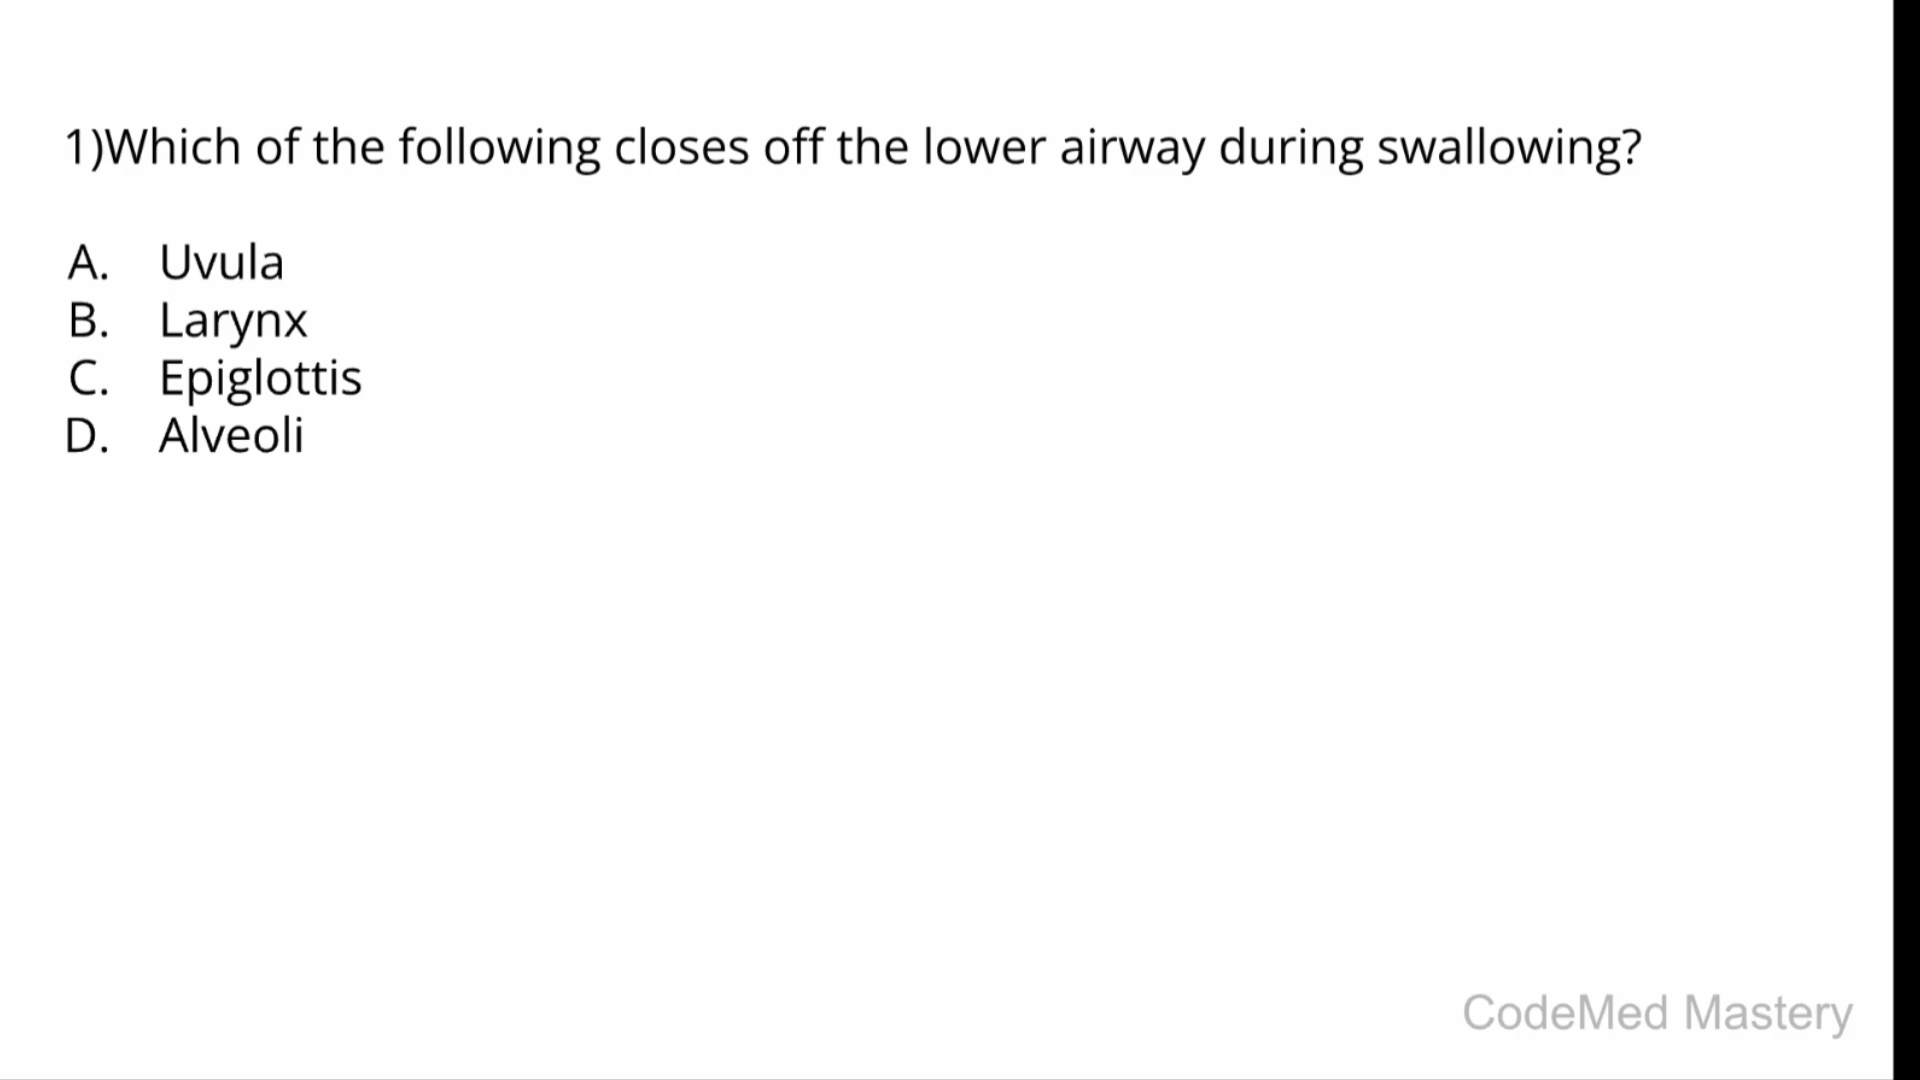 1)Which of the following closes off the lower airway during swallowing?
A. Uvula
B. Larynx
C. Epiglottis
D. Alveoli
CodeMed Mastery